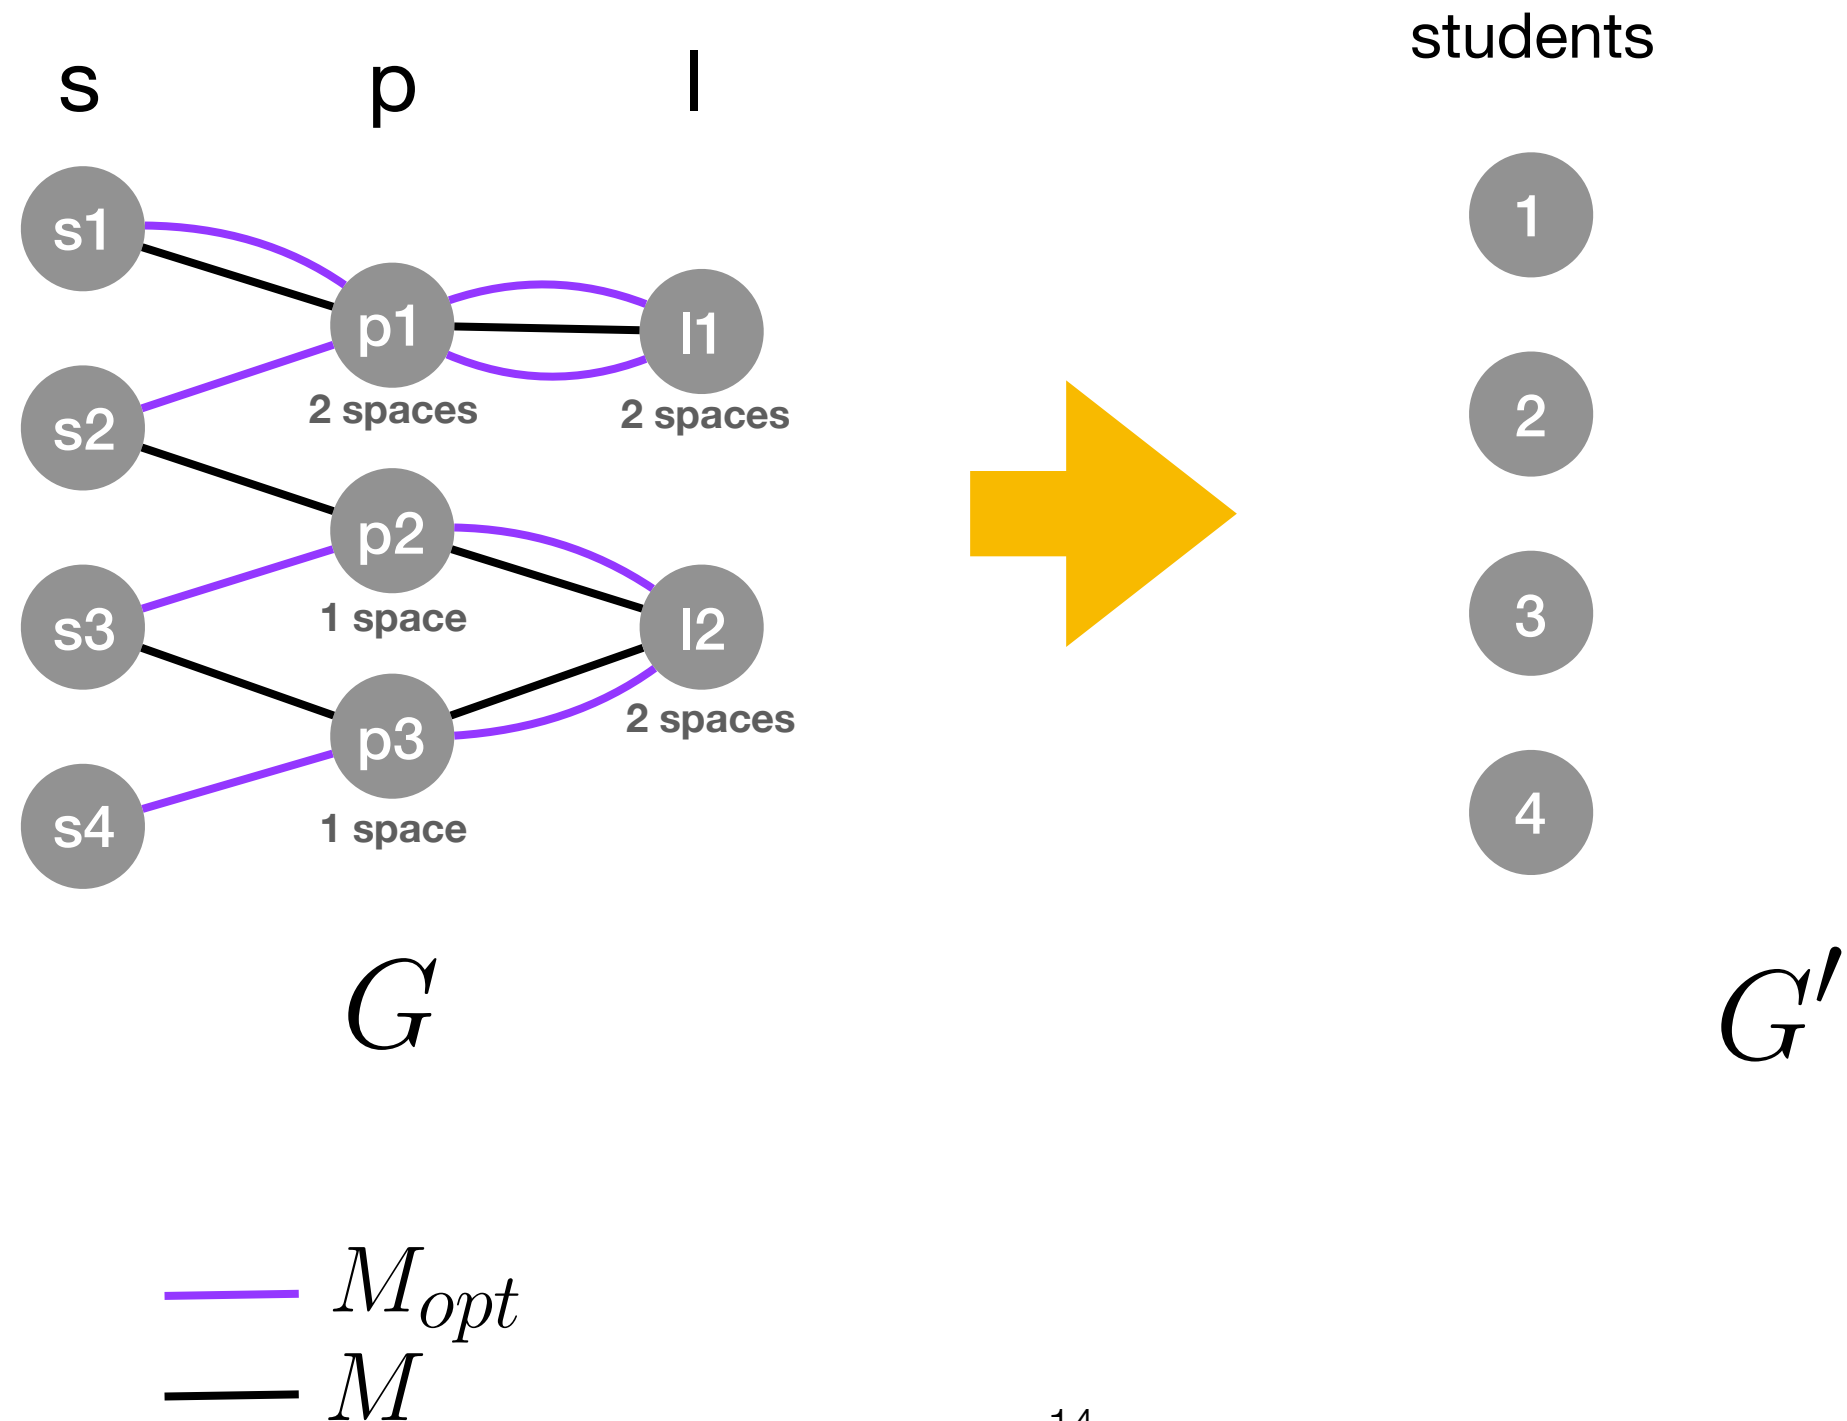 s p l
students
s1
p1
l1
2 spaces
2 spaces
s2
p2
l2
1 space
s3
2 spaces
p3
1 space
s4
1
2
3
4
G
G′
M_opt
M
14